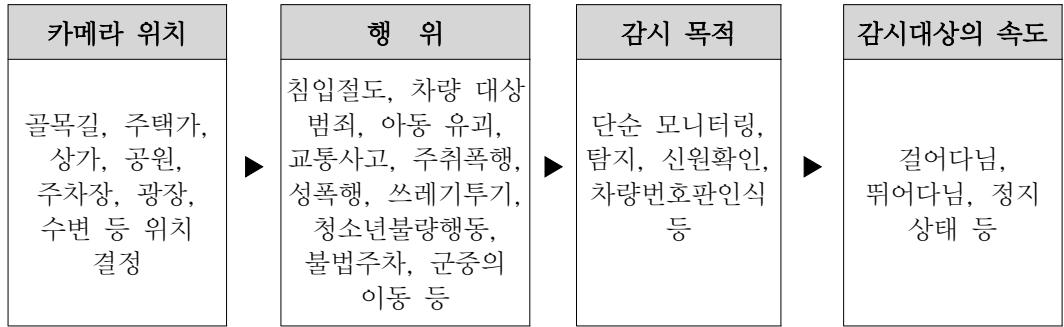 카메라 위치
골목길, 주택가,
상가, 공원,
주차장, 광장,
수변 등 위치
결정
행 위
침입절도, 차량 대상
범죄, 아동 유괴,
교통사고, 주취폭행,
성폭행, 쓰레기투기,
청소년불량행동,
불법주차, 군중의
이동 등
감시 목적
단순 모니터링,
탐지, 신원확인,
차량번호판인식
등
감시대상의 속도
걸어다님,
뛰어다님, 정지
상태 등